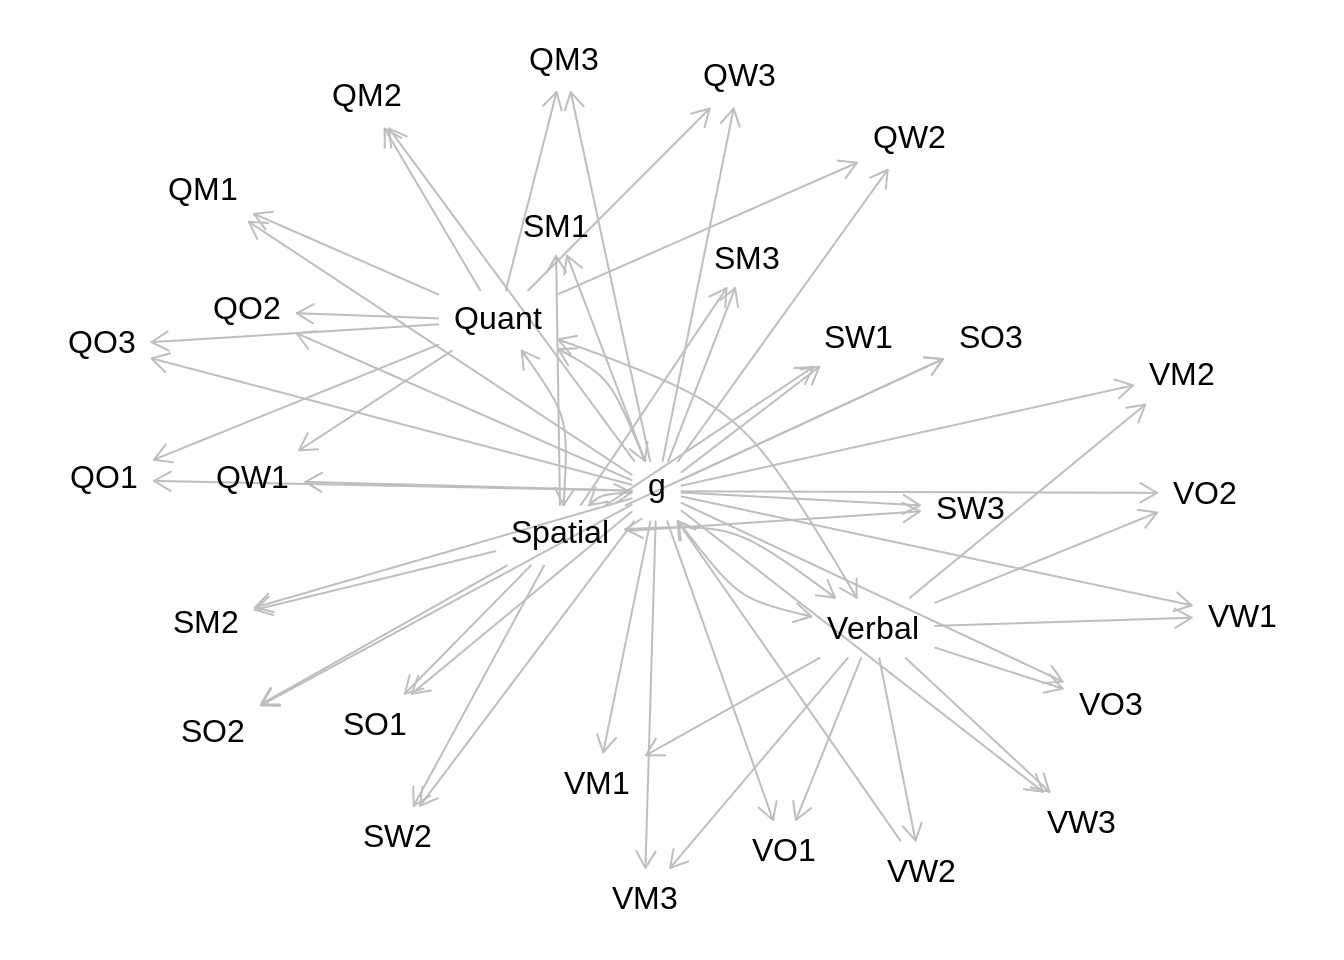 QM3
QW3
QM2
QW2
QM1
SM1
SM3
QO2
Quant
QO3
SW1
SO3
VM2
QO1
QW1
g
VO2
SW3
Spatial
SM2
Verbal
VW1
VO3
SO2
SO1
VM1
VW3
SW2
VO1
VW2
VM3